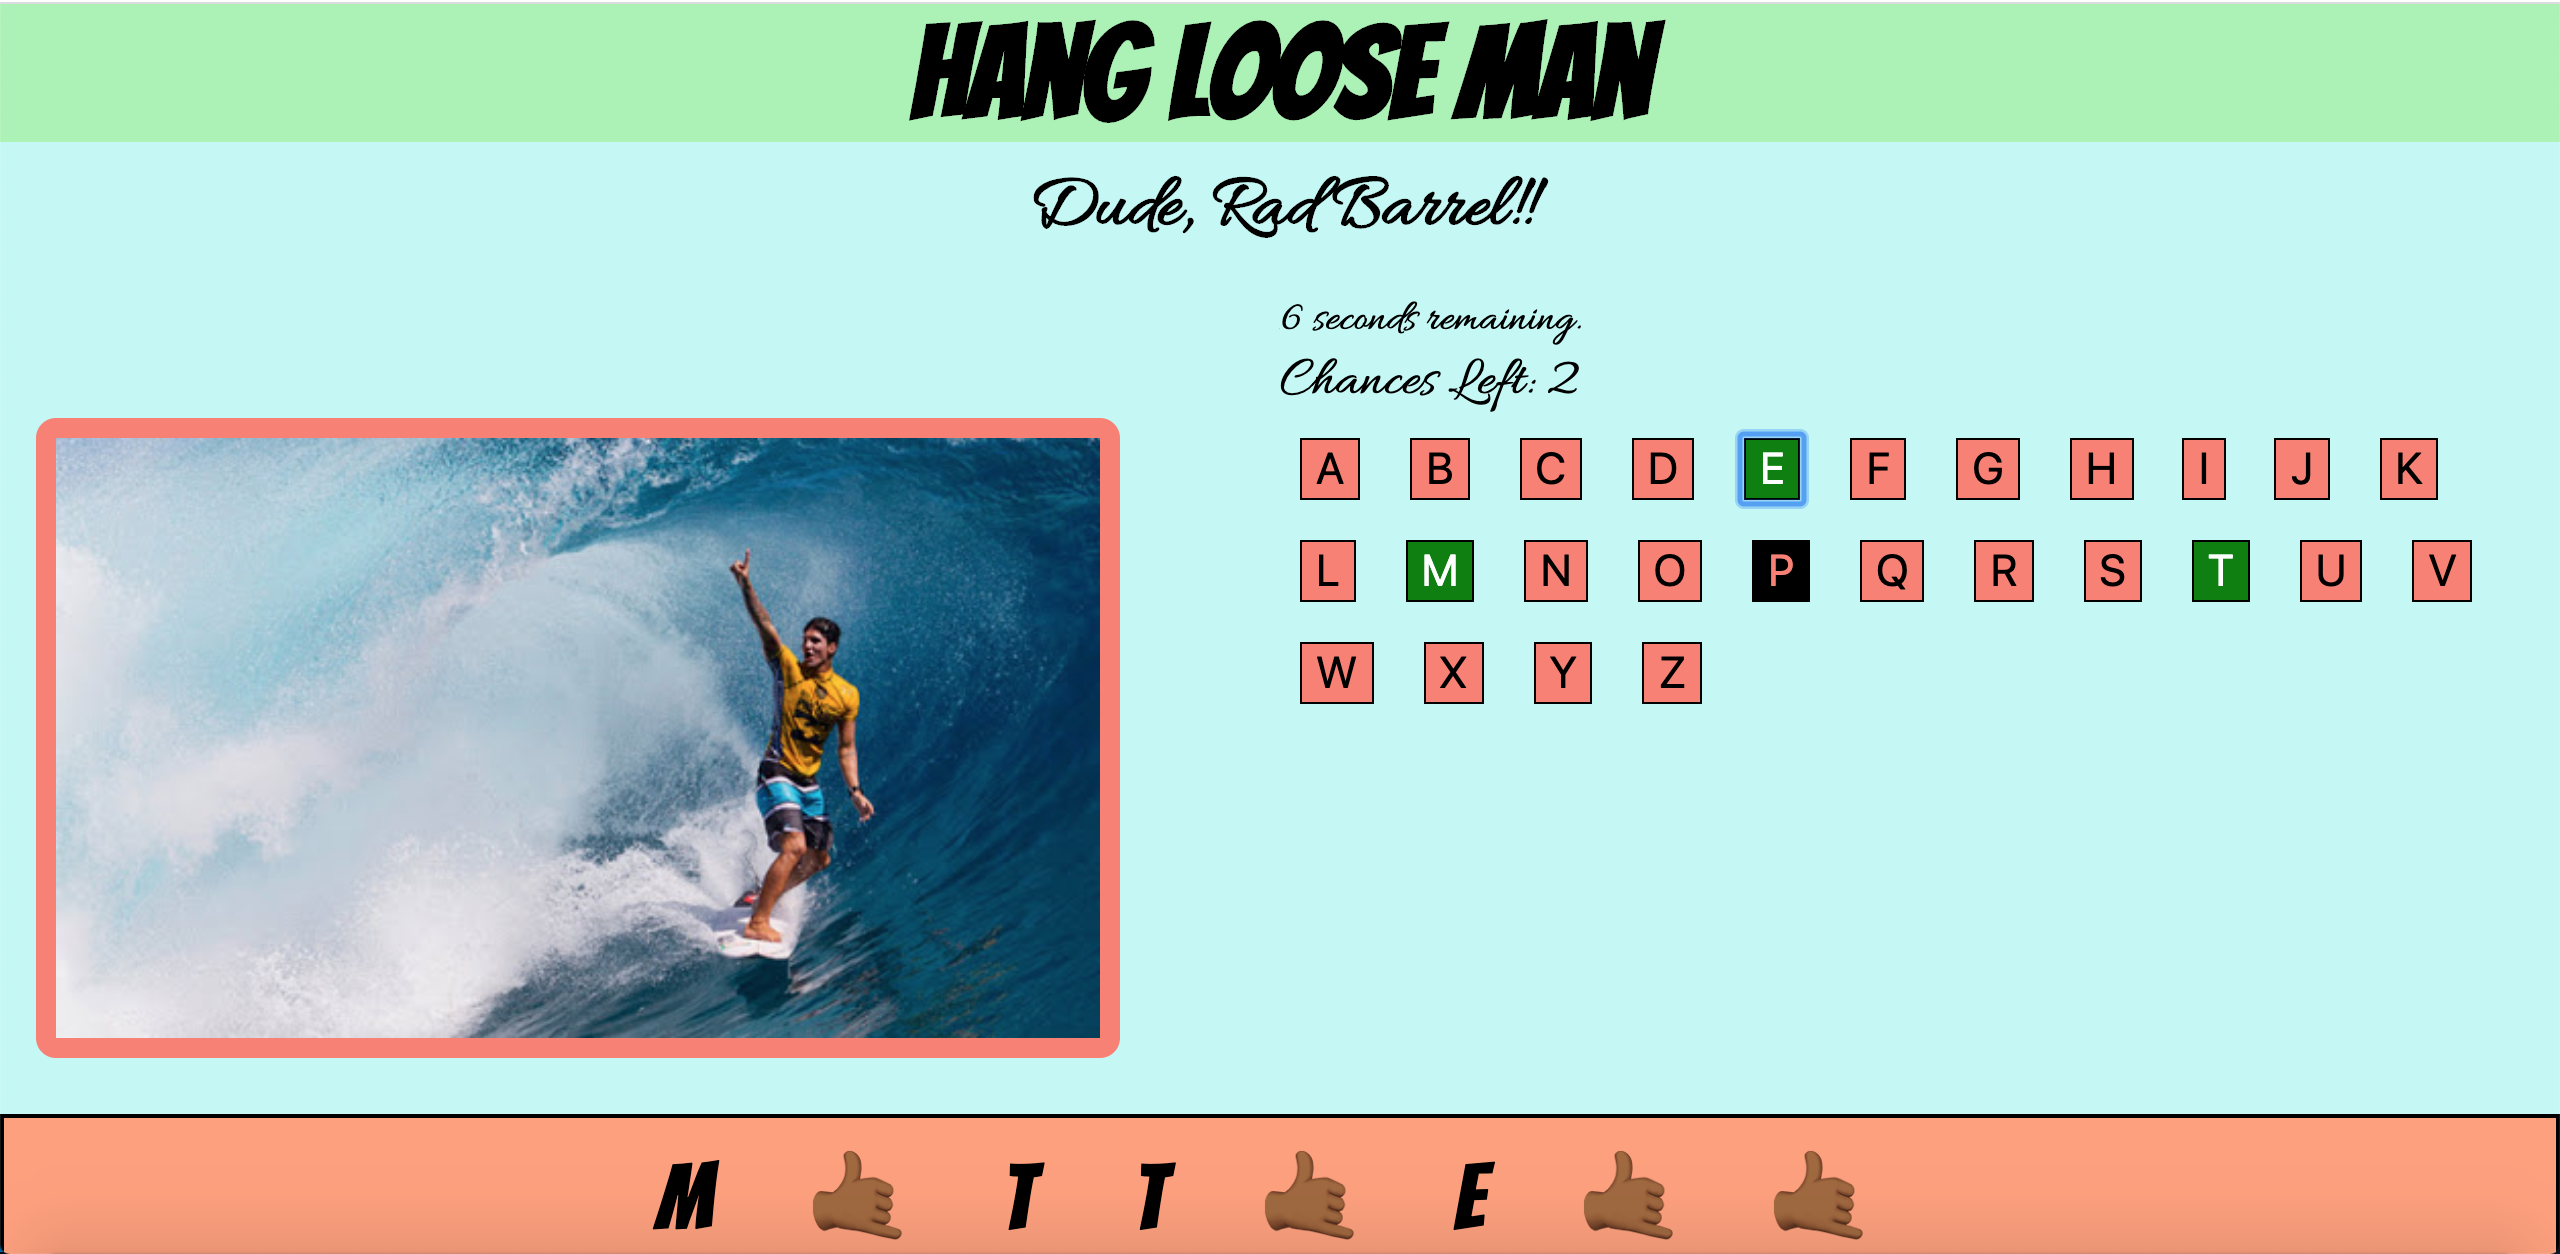 HANG LOOSE MAN
Dude, Rad Barrel!!
6 seconds remaining.
Chances Left: 2
A B C D E F G H I J K
L M N O P Q R S T U V
W X Y Z
M T T E